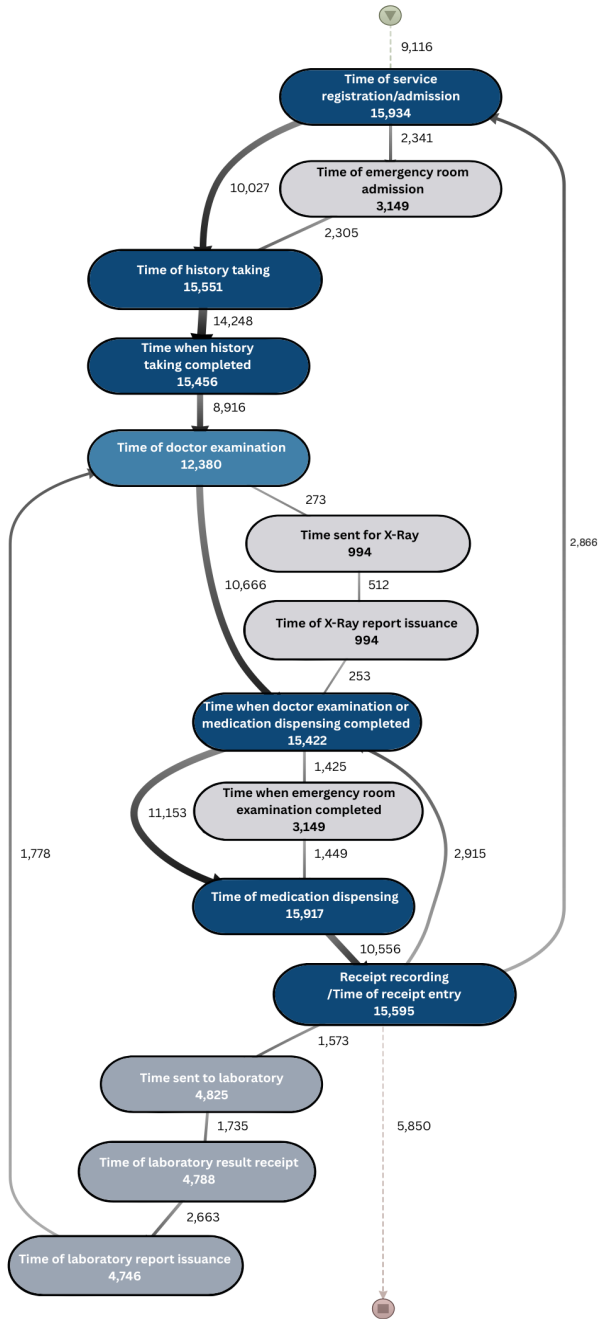 9,116
Time of service
registration/admission
15,934
2,341
Time of emergency room
admission
3,149
10,027
2,305
Time of history taking
15,551
14,248
Time when history
taking completed
15,456
8,916
Time of doctor examination
12,380
273
Time sent for X-Ray
994
2,866
10,666
512
Time of X-Ray report issuance
994
253
Time when doctor examination or
medication dispensing completed
15,422
1,425
Time when emergency room
examination completed
3,149
11,153
1,778
1,449
2,915
Time of medication dispensing
15,917
10,556
Receipt recording
/Time of receipt entry
15,595
1,573
Time sent to laboratory
4,825
1,735
5,850
Time of laboratory result receipt
4,788
2,663
Time of laboratory report issuance
4,746